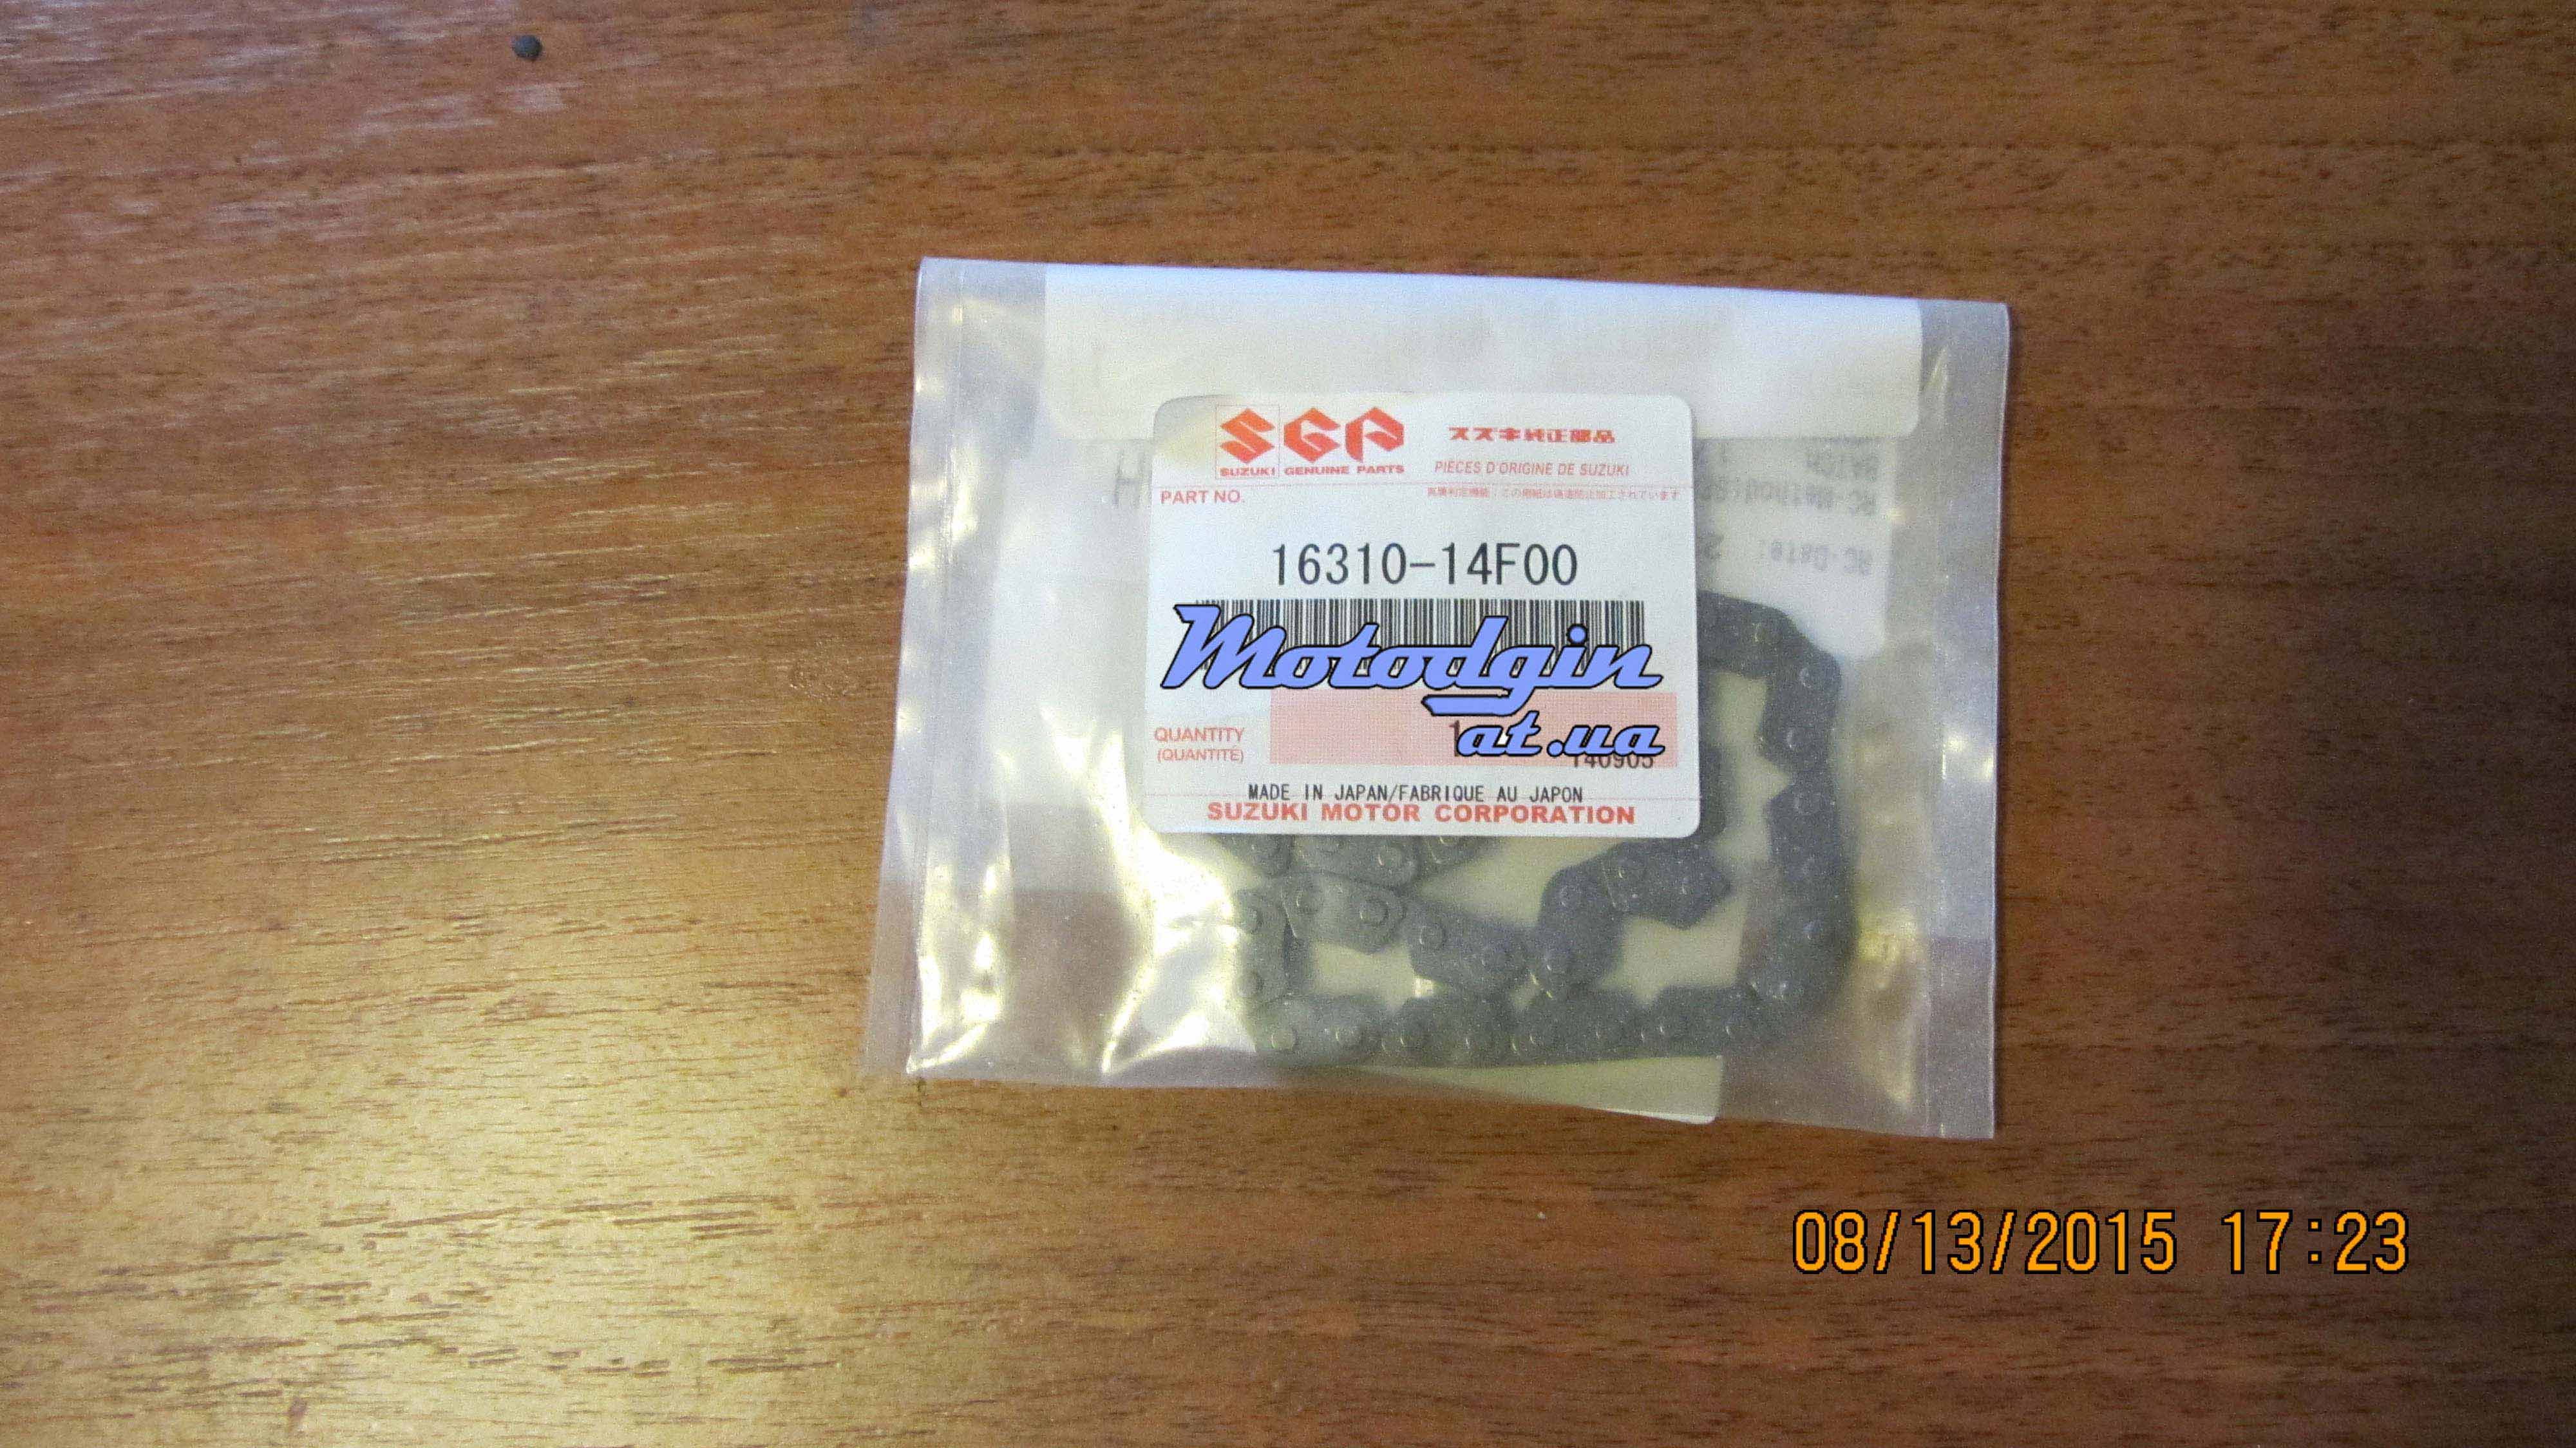 SGP
SUZUKI GENUINE PARTS
スズキ純正部品
PIÈCES D'ORIGINE DE SUZUKI
PART NO.
16310-14F00
Motodgin
at.ua
QUANTITY
(QUANTITÉ)
1
140905
MADE IN JAPAN/FABRIQUE AU JAPON
SUZUKI MOTOR CORPORATION
08/13/2015 17:23